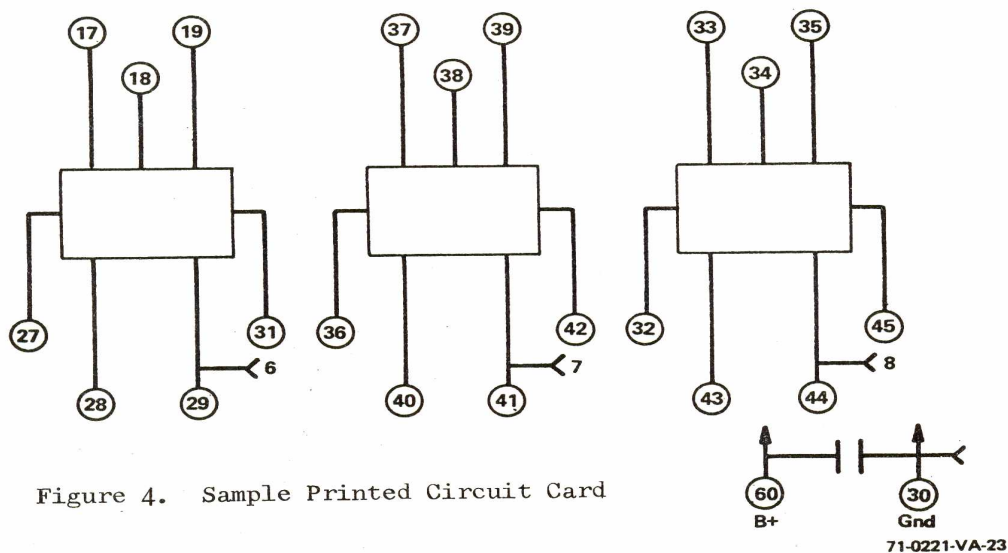 17 19 37 39 33 35
18 38 34
27 31 36 42 32 45
6 7 8
28 29 40 41 43 44
60 30
B+ Gnd
Figure 4. Sample Printed Circuit Card
71-0221-VA-23